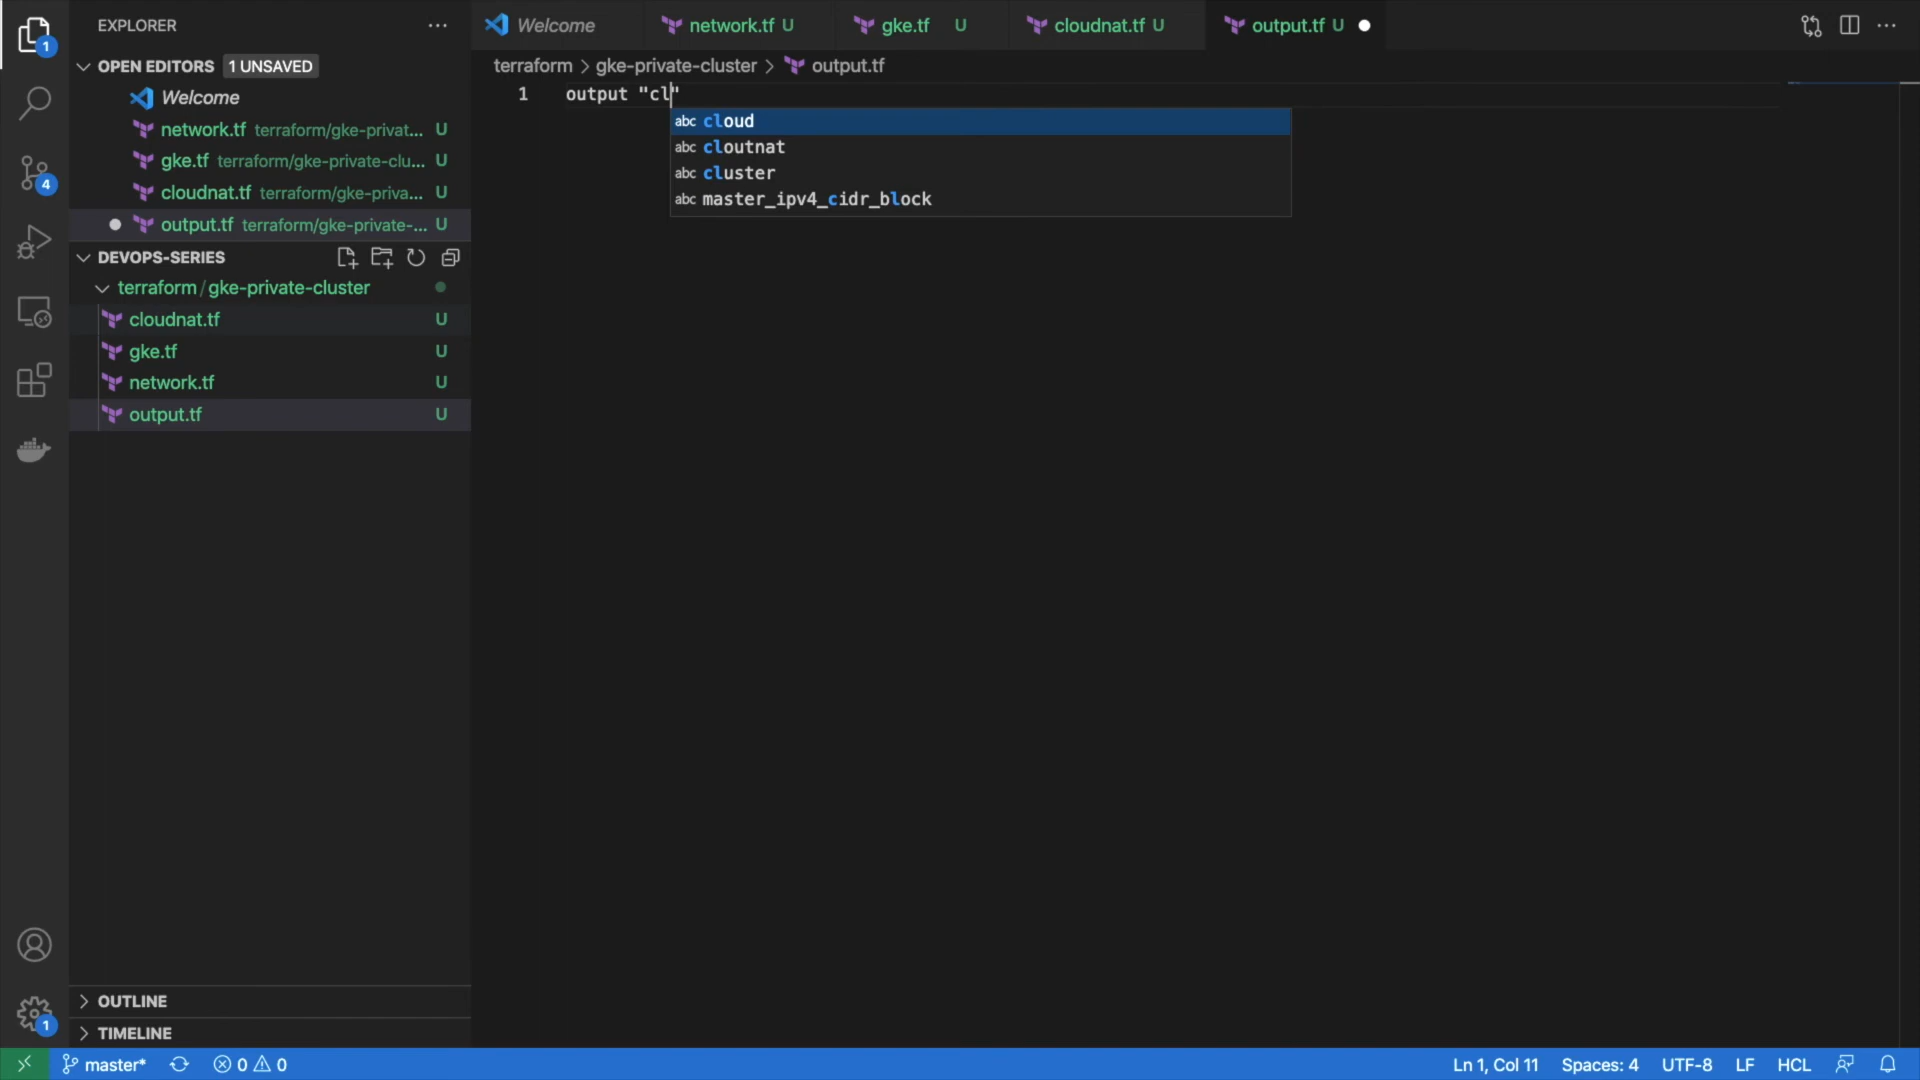 EXPLORER
OPEN EDITORS 1 UNSAVED
Welcome
network.tf terraform/gke-privat... U
gke.tf terraform/gke-private-clu... U
cloudnat.tf terraform/gke-priva... U
output.tf terraform/gke-private-... U
DEVOPS-SERIES
terraform/gke-private-cluster
cloudnat.tf U
gke.tf U
network.tf U
output.tf U
OUTLINE
TIMELINE
1
4
1
Welcome network.tf U gke.tf U cloudnat.tf U output.tf U
terraform > gke-private-cluster > output.tf
1 output "cl"
abc cloud
abc cloutnat
abc cluster
abc master_ipv4_cidr_block
master* 0 0 Ln 1, Col 11 Spaces: 4 UTF-8 LF HCL